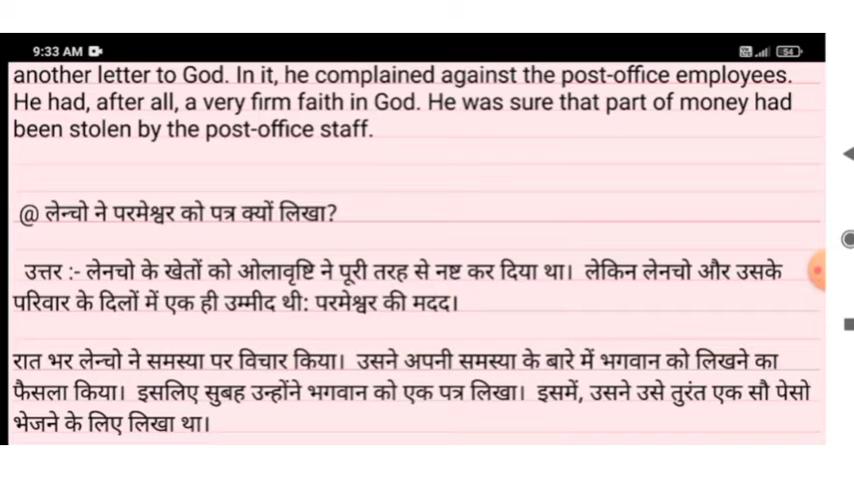 9:33 AM
54
another letter to God. In it, he complained against the post-office employees.
He had, after all, a very firm faith in God. He was sure that part of money had
been stolen by the post-office staff.
@ लेन्चो ने परमेश्वर को पत्र क्यों लिखा?
उत्तर :- लेनचो के खेतों को ओलावृष्टि ने पूरी तरह से नष्ट कर दिया था। लेकिन लेनचो और उसके
परिवार के दिलों में एक ही उम्मीद थी: परमेश्वर की मदद।
रात भर लेन्चो ने समस्या पर विचार किया। उसने अपनी समस्या के बारे में भगवान को लिखने का
फैसला किया। इसलिए सुबह उन्होंने भगवान को एक पत्र लिखा। इसमें, उसने उसे तुरंत एक सौ पेसो
भेजने के लिए लिखा था।